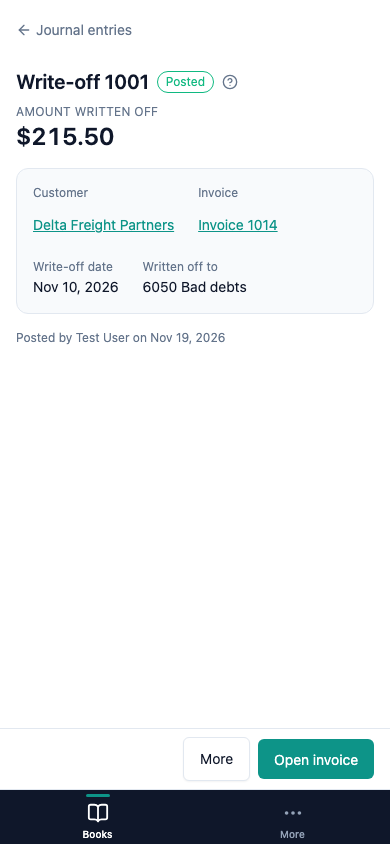 Journal entries
Write-off 1001 Posted
AMOUNT WRITTEN OFF
$215.50
Customer Invoice
Delta Freight Partners Invoice 1014
Write-off date Written off to
Nov 10, 2026 6050 Bad debts
Posted by Test User on Nov 19, 2026
More Open invoice
Books More